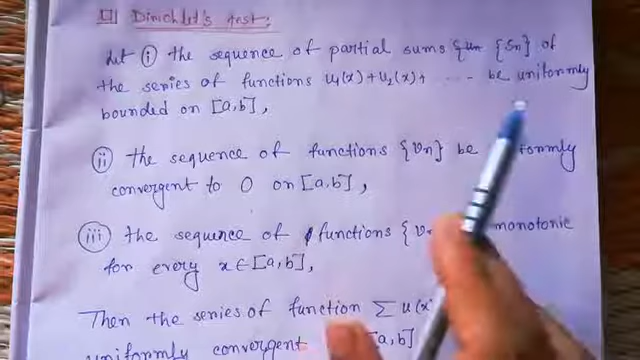 Dirichlet's test:
Let (i) the sequence of partial sums {Sn} of
the series of functions u₁(x)+u₂(x)+ ..... be uniformly
bounded on [a,b],
(ii) the sequence of functions {vn} be formly
convergent to 0 on [a,b],
(iii) the sequence of functions {v monotonic
for every x∈[a,b],
Then the series of function ∑ u(x)
uniformly convergent [a,b]